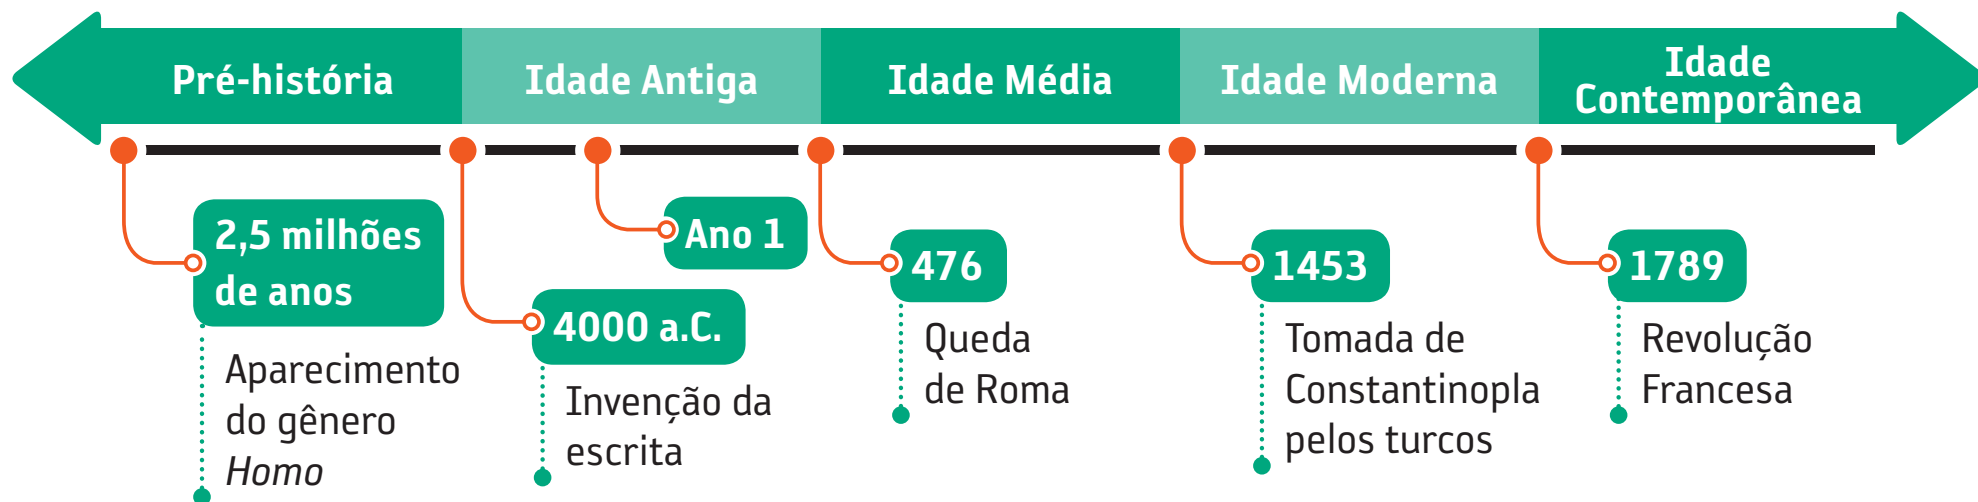 Pré-históría
Idade Antiga
Idade Média
Idade Moderna
Idade
Contemporânea
2,5 milhões
de anos
Aparecimento
do gênero
Homo
4000 a.C.
Invenção da
escrita
Ano 1
476
Queda
de Roma
1453
Tomada de
Constantinopla
pelos turcos
1789
Revolução
Francesa